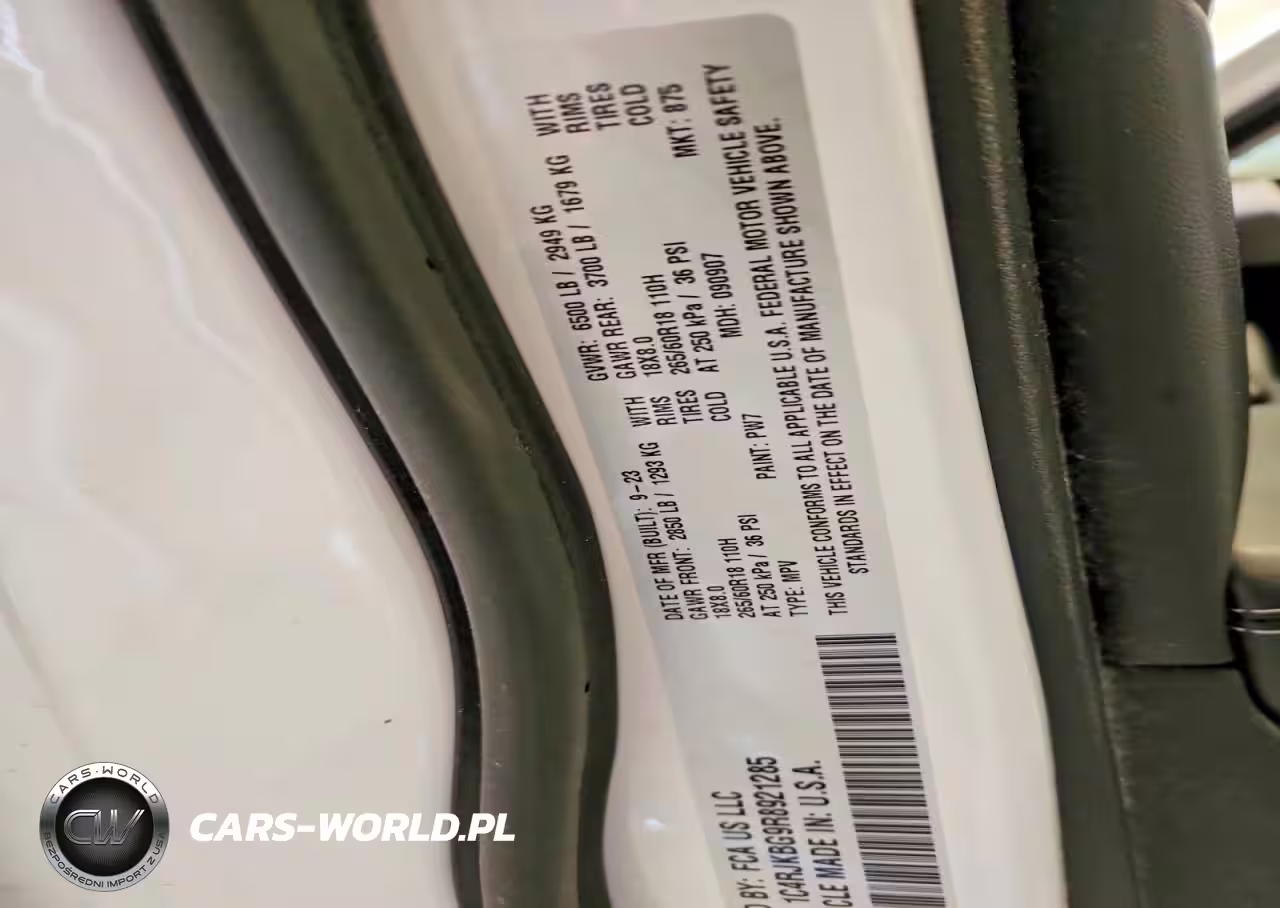 D BY: FCA US LLC
DATE OF MFR (BUILT): 9-23
GVWR: 6500 LB / 2949 KG
GAWR FRONT: 2850 LB / 1293 KG WITH
GAWR REAR: 3700 LB / 1679 KG WITH
18X8.0 RIMS
18X8.0 RIMS
265/60R18 110H TIRES
265/60R18 110H TIRES
AT 250 kPa / 36 PSI COLD
AT 250 kPa / 36 PSI COLD
TYPE: MPV
PAINT: PW7
MDH: 090907
MKT: 875
THIS VEHICLE CONFORMS TO ALL APPLICABLE U.S.A. FEDERAL MOTOR VEHICLE SAFETY
STANDARDS IN EFFECT ON THE DATE OF MANUFACTURE SHOWN ABOVE.
1C4RJKBG9R8921285
CLE MADE IN: U.S.A.
CARS-WORLD
CW
BEZPOŚREDNI IMPORT Z USA
CARS-WORLD.PL